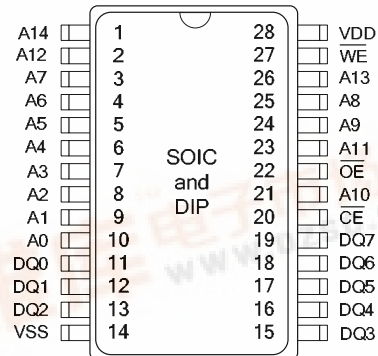 A14 1 28 VDD
A12 2 27 WE
A7 3 26 A13
A6 4 25 A8
A5 5 24 A9
A4 6 23 A11
A3 7 SOIC 22 OE
A2 8 and 21 A10
A1 9 DIP 20 CE
A0 10 19 DQ7
DQ0 11 18 DQ6
DQ1 12 17 DQ5
DQ2 13 16 DQ4
VSS 14 15 DQ3